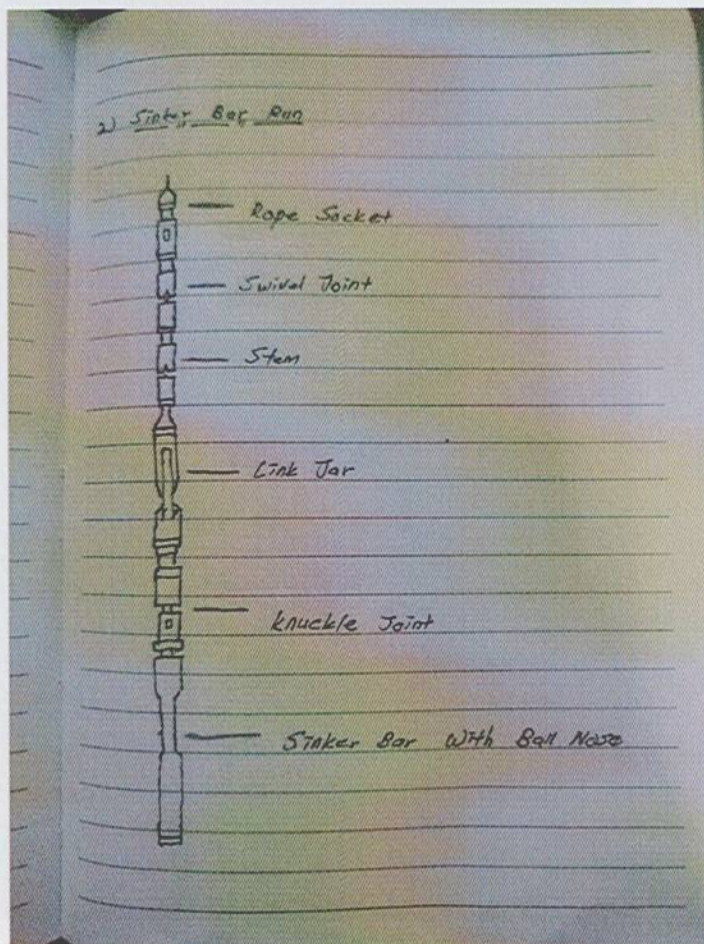 2) Sinker Bar Run
Rope Socket
Swivel Joint
Stem
Link Jar
Knuckle Joint
Sinker Bar With Ball Nose